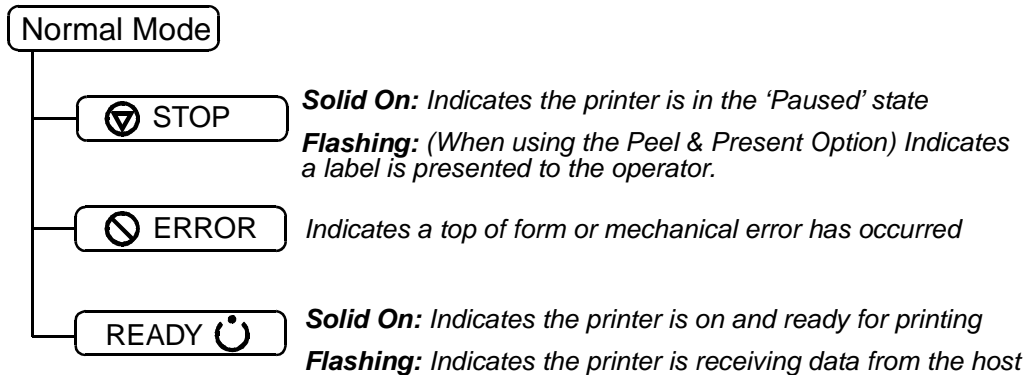 Normal Mode
STOP
Solid On: Indicates the printer is in the ‘Paused’ state
Flashing: (When using the Peel & Present Option) Indicates
a label is presented to the operator.
ERROR
Indicates a top of form or mechanical error has occurred
READY
Solid On: Indicates the printer is on and ready for printing
Flashing: Indicates the printer is receiving data from the host